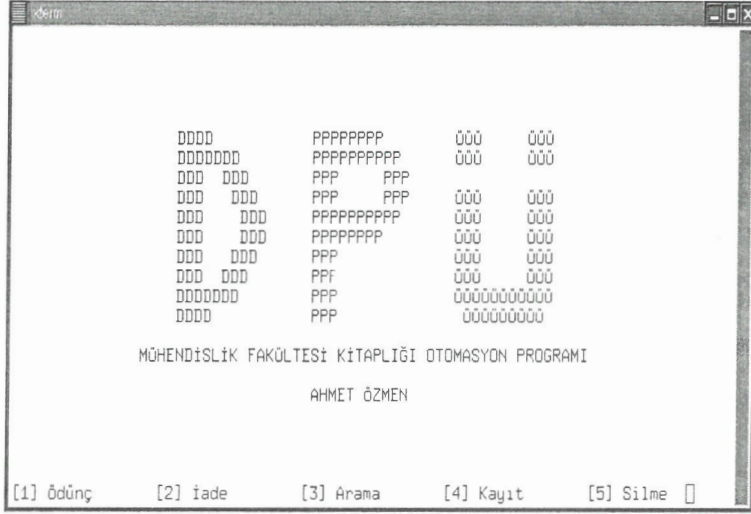 xterm
DDDD PPPPPPPP ÜÜÜ ÜÜÜ
DDDDDDD PPPPPPPPPP ÜÜÜ ÜÜÜ
DDD DDD PPP PPP
DDD DDD PPP PPP ÜÜÜ ÜÜÜ
DDD DDD PPPPPPPPPP ÜÜÜ ÜÜÜ
DDD DDD PPPPPPPP ÜÜÜ ÜÜÜ
DDD DDD PPP ÜÜÜ ÜÜÜ
DDD DDD PPP ÜÜÜ ÜÜÜ
DDDDDDD PPP ÜÜÜÜÜÜÜÜÜÜÜ
DDDD PPP ÜÜÜÜÜÜÜÜÜ
MÜHENDİSLİK FAKÜLTESİ KİTAPLIĞI OTOMASYON PROGRAMI
AHMET ÖZMEN
[1] Ödünç [2] İade [3] Arama [4] Kayıt [5] Silme